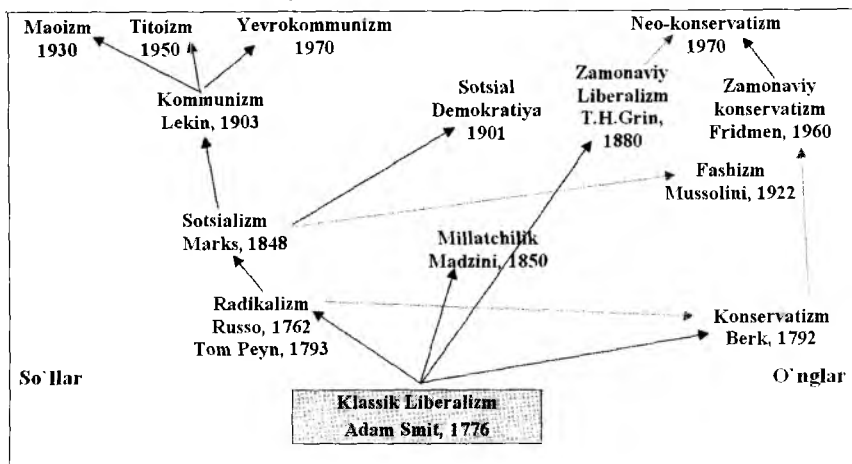 Maoizm
1930
Titoizm
1950
Yevrokommunizm
1970
Neo-konservatizm
1970
Kommunizm
Lekin, 1903
Sotsial
Demokratiya
1901
Zamonaviy
Liberalizm
T.H.Grin,
1880
Zamonaviy
konservatizm
Fridmen, 1960
Fashizm
Mussolini, 1922
Sotsializm
Marks, 1848
Millatchilik
Madzini, 1850
Radikalizm
Russo, 1762
Tom Peyn, 1793
Konservatizm
Berk, 1792
So`llar
O`nglar
Klassik Liberalizm
Adam Smit, 1776